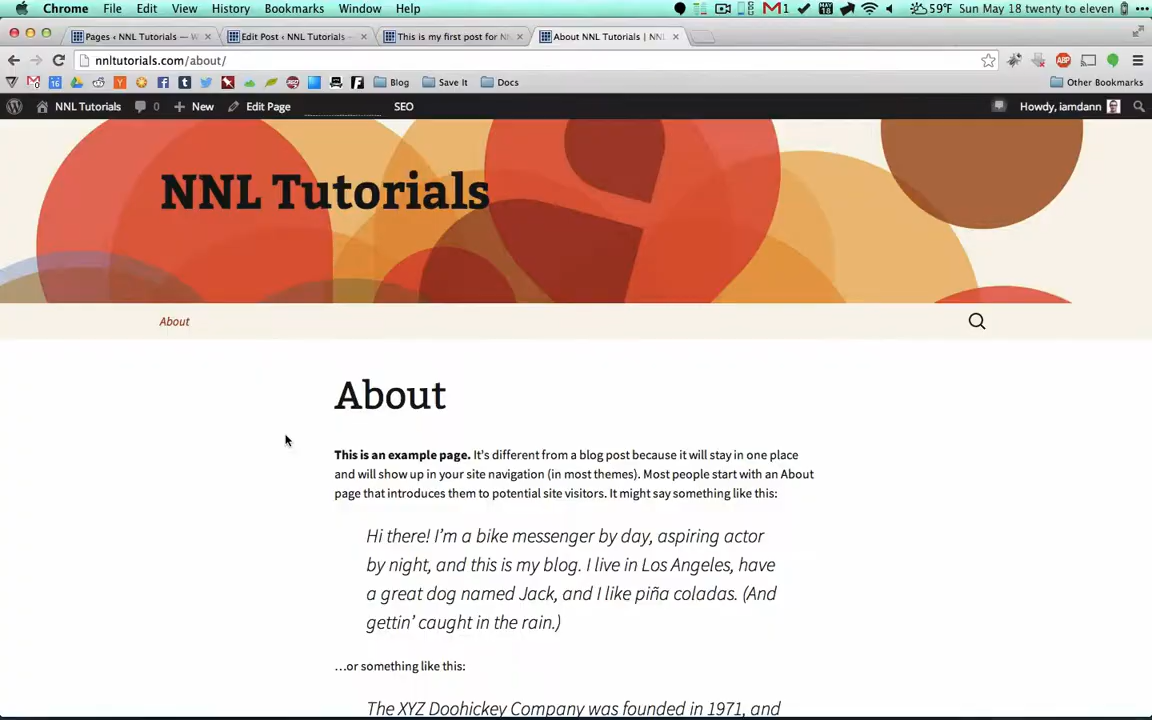 Chrome File Edit View History Bookmarks Window Help 1 MAY 18 59°F Sun May 18 twenty to eleven
Pages ‹ NNL Tutorials — W
Edit Post ‹ NNL Tutorials —
This is my first post for NN
About NNL Tutorials | NNL
nnltutorials.com/about/
Blog Save It Docs Other Bookmarks
NNL Tutorials 0 New Edit Page SEO Howdy, iamdann
NNL Tutorials
About
About
This is an example page. It's different from a blog post because it will stay in one place
and will show up in your site navigation (in most themes). Most people start with an About
page that introduces them to potential site visitors. It might say something like this:
Hi there! I'm a bike messenger by day, aspiring actor
by night, and this is my blog. I live in Los Angeles, have
a great dog named Jack, and I like piña coladas. (And
gettin' caught in the rain.)
…or something like this:
The XYZ Doohickey Company was founded in 1971, and